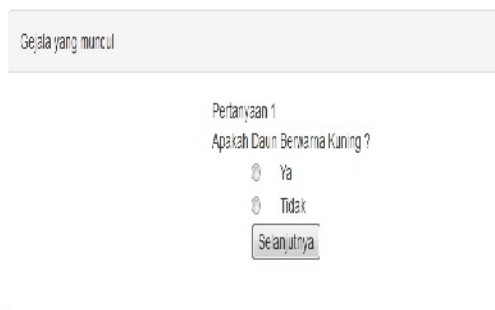 Gejala yang muncul
Pertanyaan 1
Apakah Daun Berwarna Kuning ?
Ya
Tidak
Selanjutnya